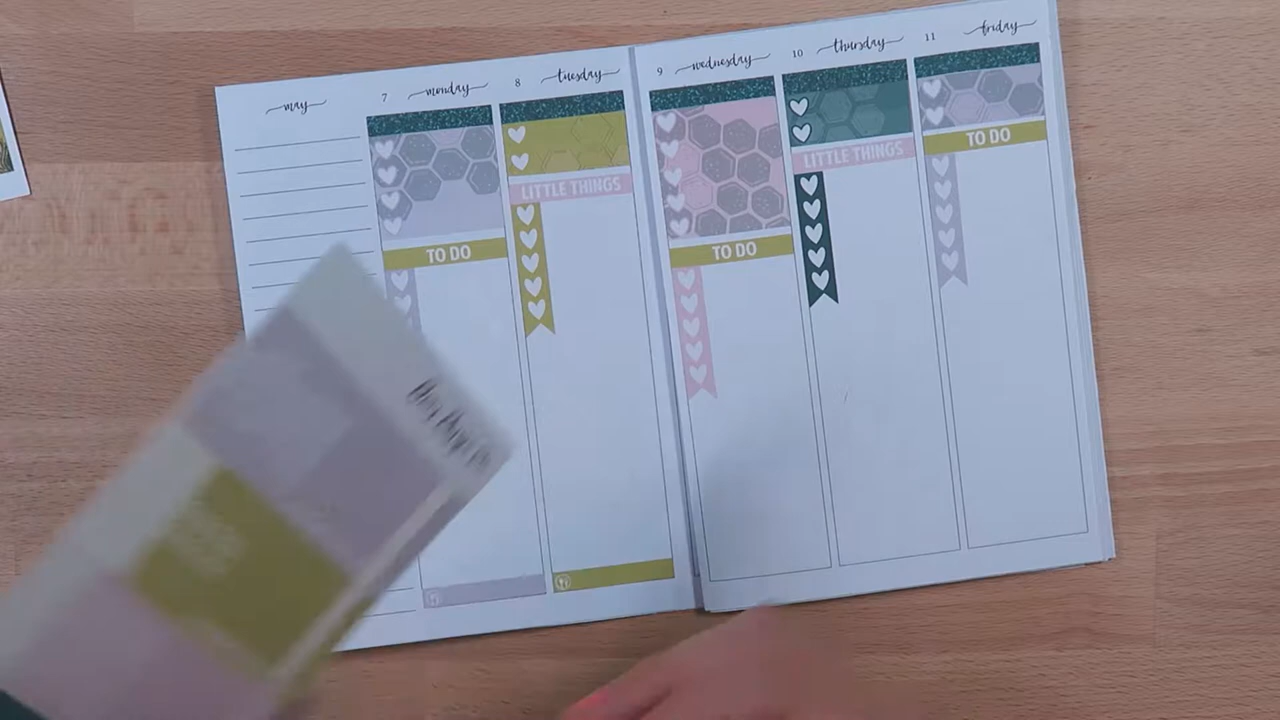 may
7 monday
8 tuesday
9 wednesday
10 thursday
11 friday
TO DO
LITTLE THINGS
TO DO
LITTLE THINGS
TO DO